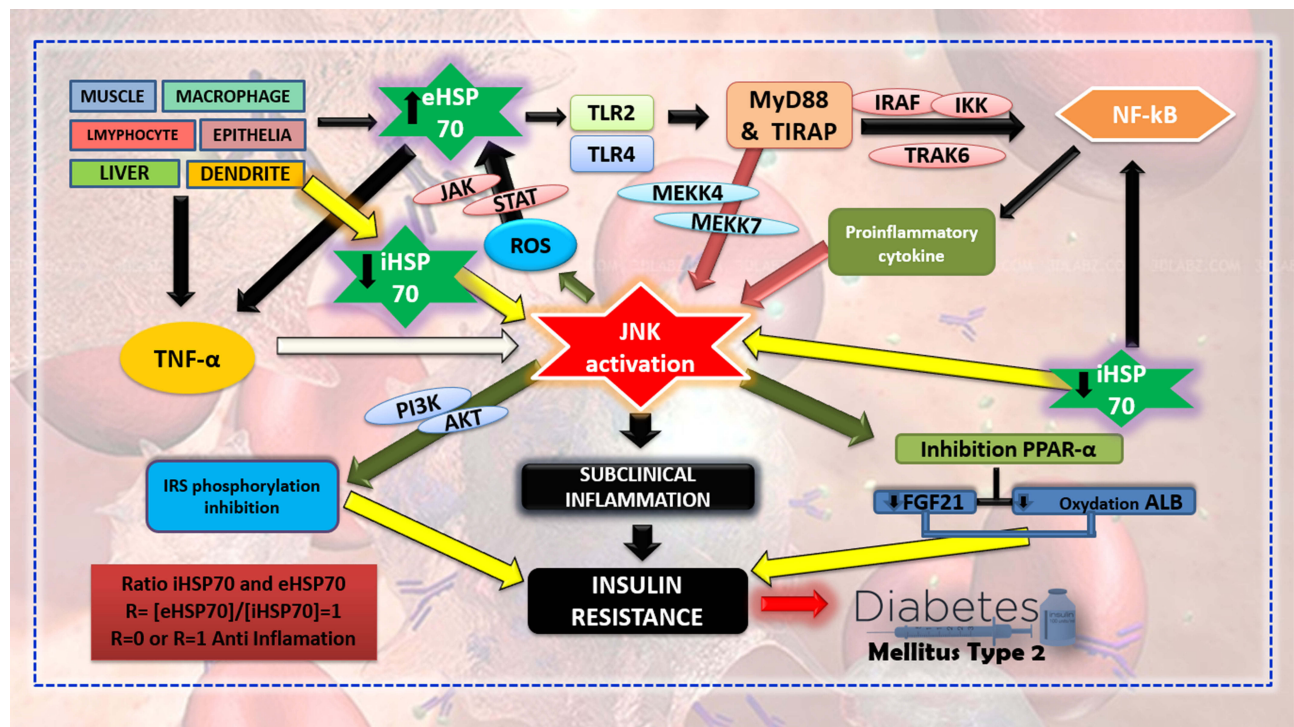 MUSCLE
MACROPHAGE
LMYPHOCYTE
EPITHELIA
LIVER
DENDRITE
eHSP
70
TLR2
TLR4
MyD88
& TIRAP
IRAF
IKK
TRAK6
NF-kB
JAK
STAT
ROS
MEKK4
MEKK7
Proinflammatory
cytokine
iHSP
70
TNF-α
JNK
activation
iHSP
70
PI3K
AKT
Inhibition PPAR-α
IRS phosphorylation
inhibition
SUBCLINICAL
INFLAMMATION
FGF21
Oxydation ALB
Ratio iHSP70 and eHSP70
R= [eHSP70]/[iHSP70]=1
R=0 or R=1 Anti Inflamation
INSULIN
RESISTANCE
Diabetes
Mellitus Type 2
insulin
3DLABZ.COM